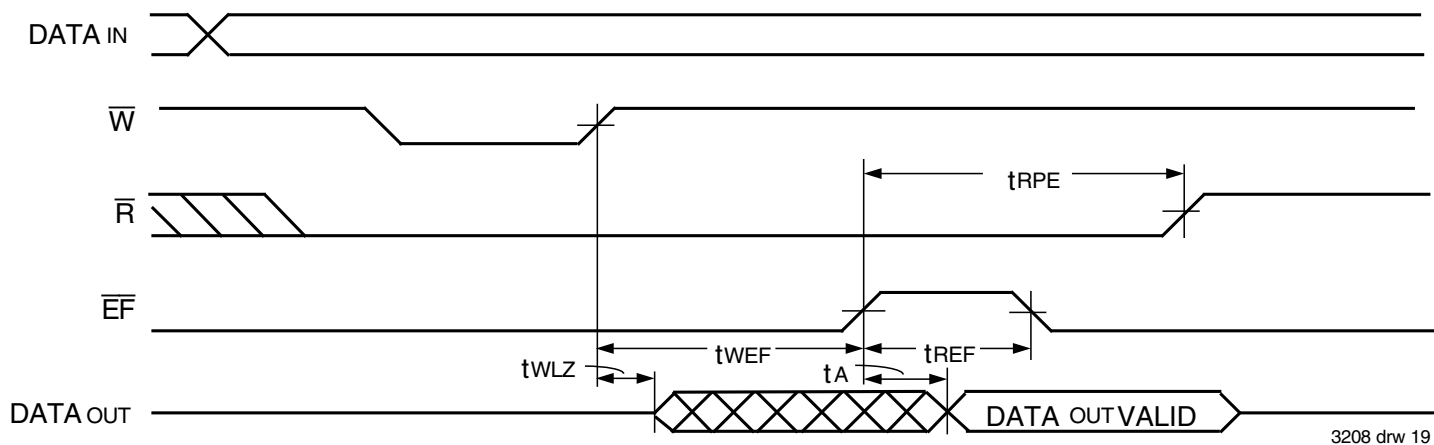 DATA IN
W
tRPE
R
EF
tWEF
tREF
tWLZ
tA
DATA OUT
DATA OUT VALID
3208 drw 19